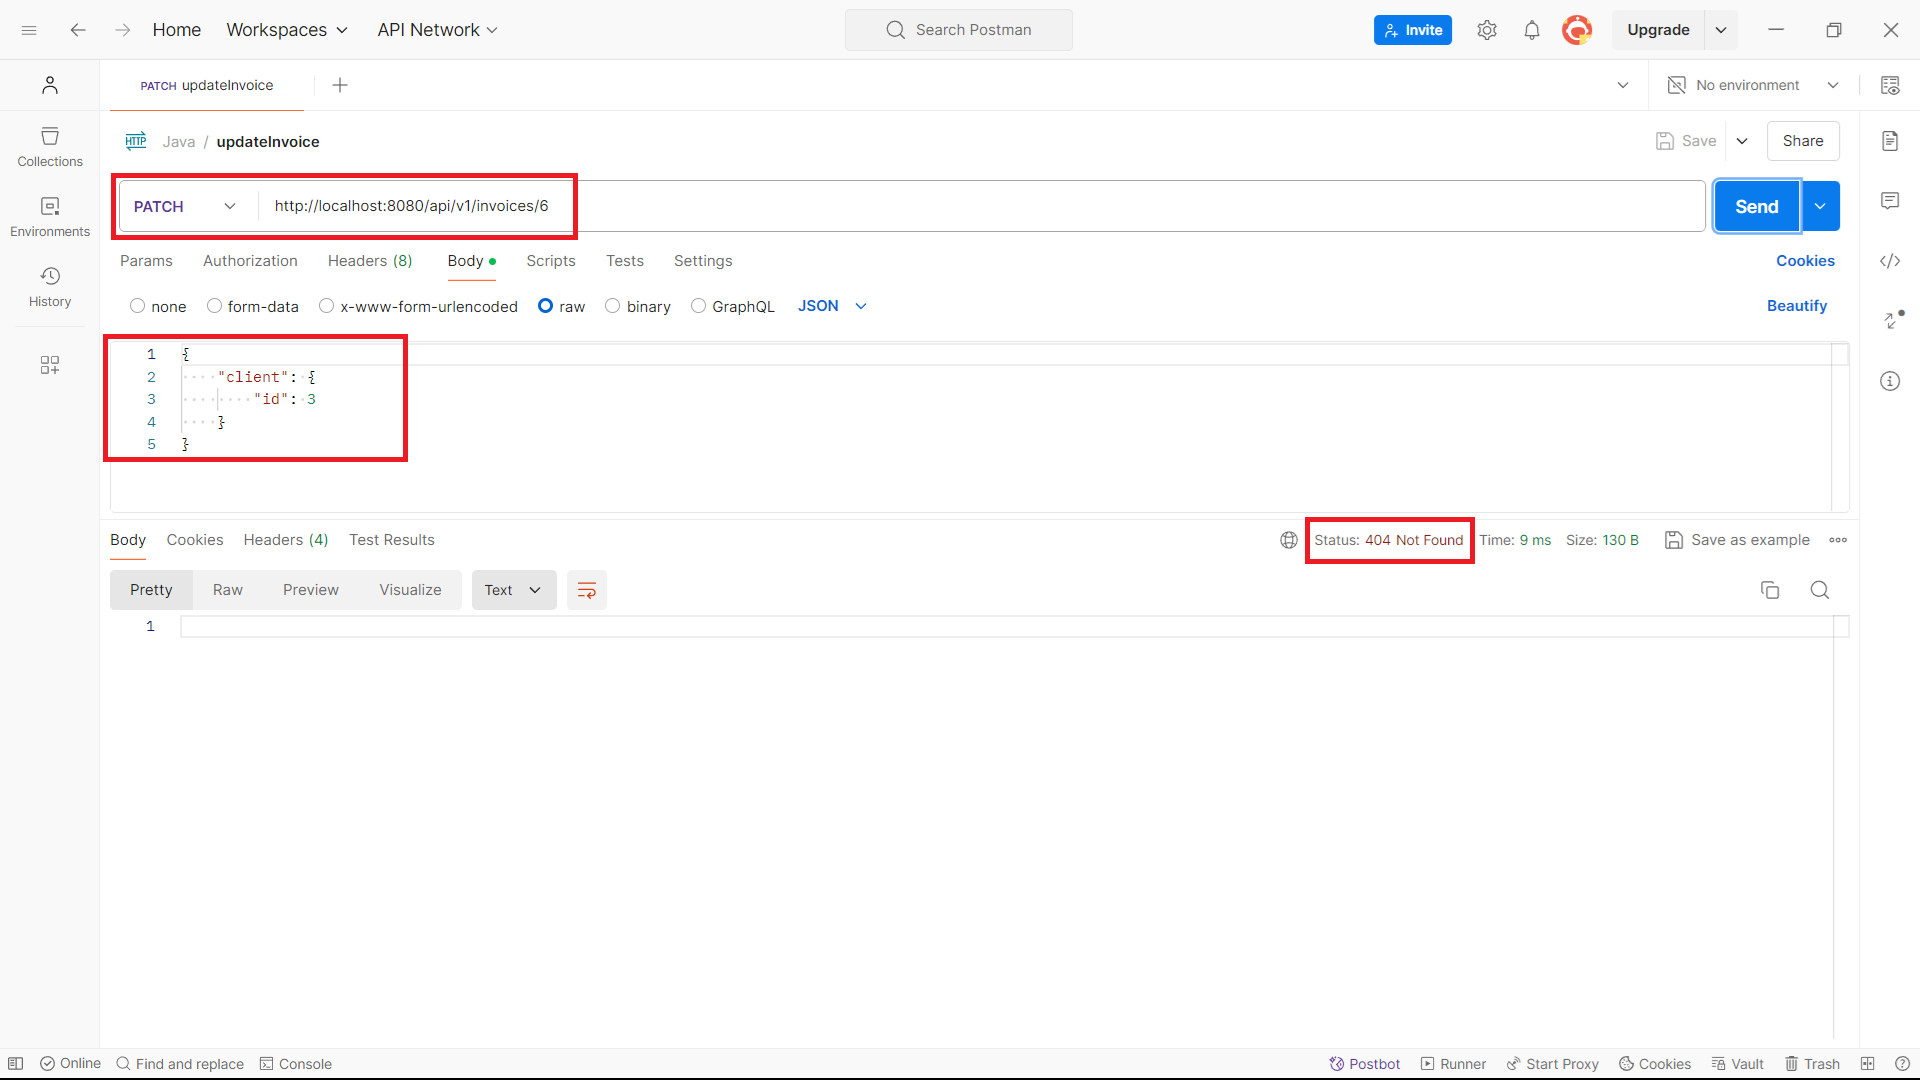 Home Workspaces API Network Search Postman Invite Upgrade
PATCH updateInvoice No environment
HTTP Java / updateInvoice Save Share
PATCH http://localhost:8080/api/v1/invoices/6 Send
Params Authorization Headers (8) Body Scripts Tests Settings Cookies
none form-data x-www-form-urlencoded raw binary GraphQL JSON Beautify
Collections
Environments
History
1 {
2 "client": {
3 "id": 3
4 }
5 }
Body Cookies Headers (4) Test Results Status: 404 Not Found Time: 9 ms Size: 130 B Save as example
Pretty Raw Preview Visualize Text
1
Online Find and replace Console Postbot Runner Start Proxy Cookies Vault Trash